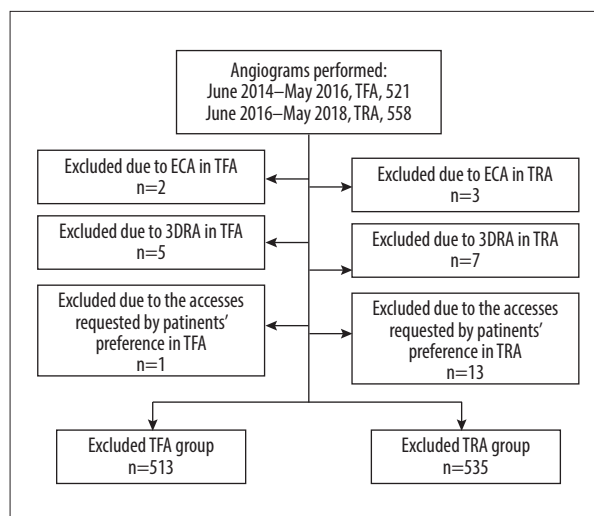 Angiograms performed:
June 2014–May 2016, TFA, 521
June 2016–May 2018, TRA, 558
Excluded due to ECA in TFA
n=2
Excluded due to ECA in TRA
n=3
Excluded due to 3DRA in TFA
n=5
Excluded due to 3DRA in TRA
n=7
Excluded due to the accesses
requested by patinents’
preference in TFA
n=1
Excluded due to the accesses
requested by patinents’
preference in TRA
n=13
Excluded TFA group
n=513
Excluded TRA group
n=535